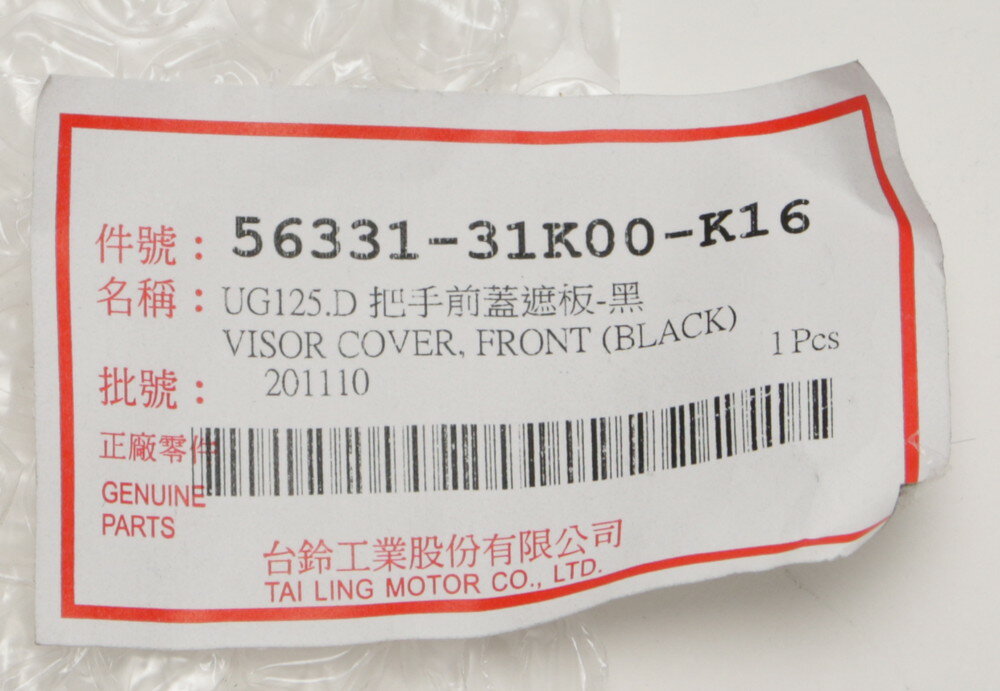 件號： 56331-31K00-K16
名稱： UG125.D 把手前蓋遮板-黑
VISOR COVER, FRONT (BLACK)
1 Pcs
批號： 201110
正廠零件
GENUINE
PARTS
台鈴工業股份有限公司
TAI LING MOTOR CO., LTD.